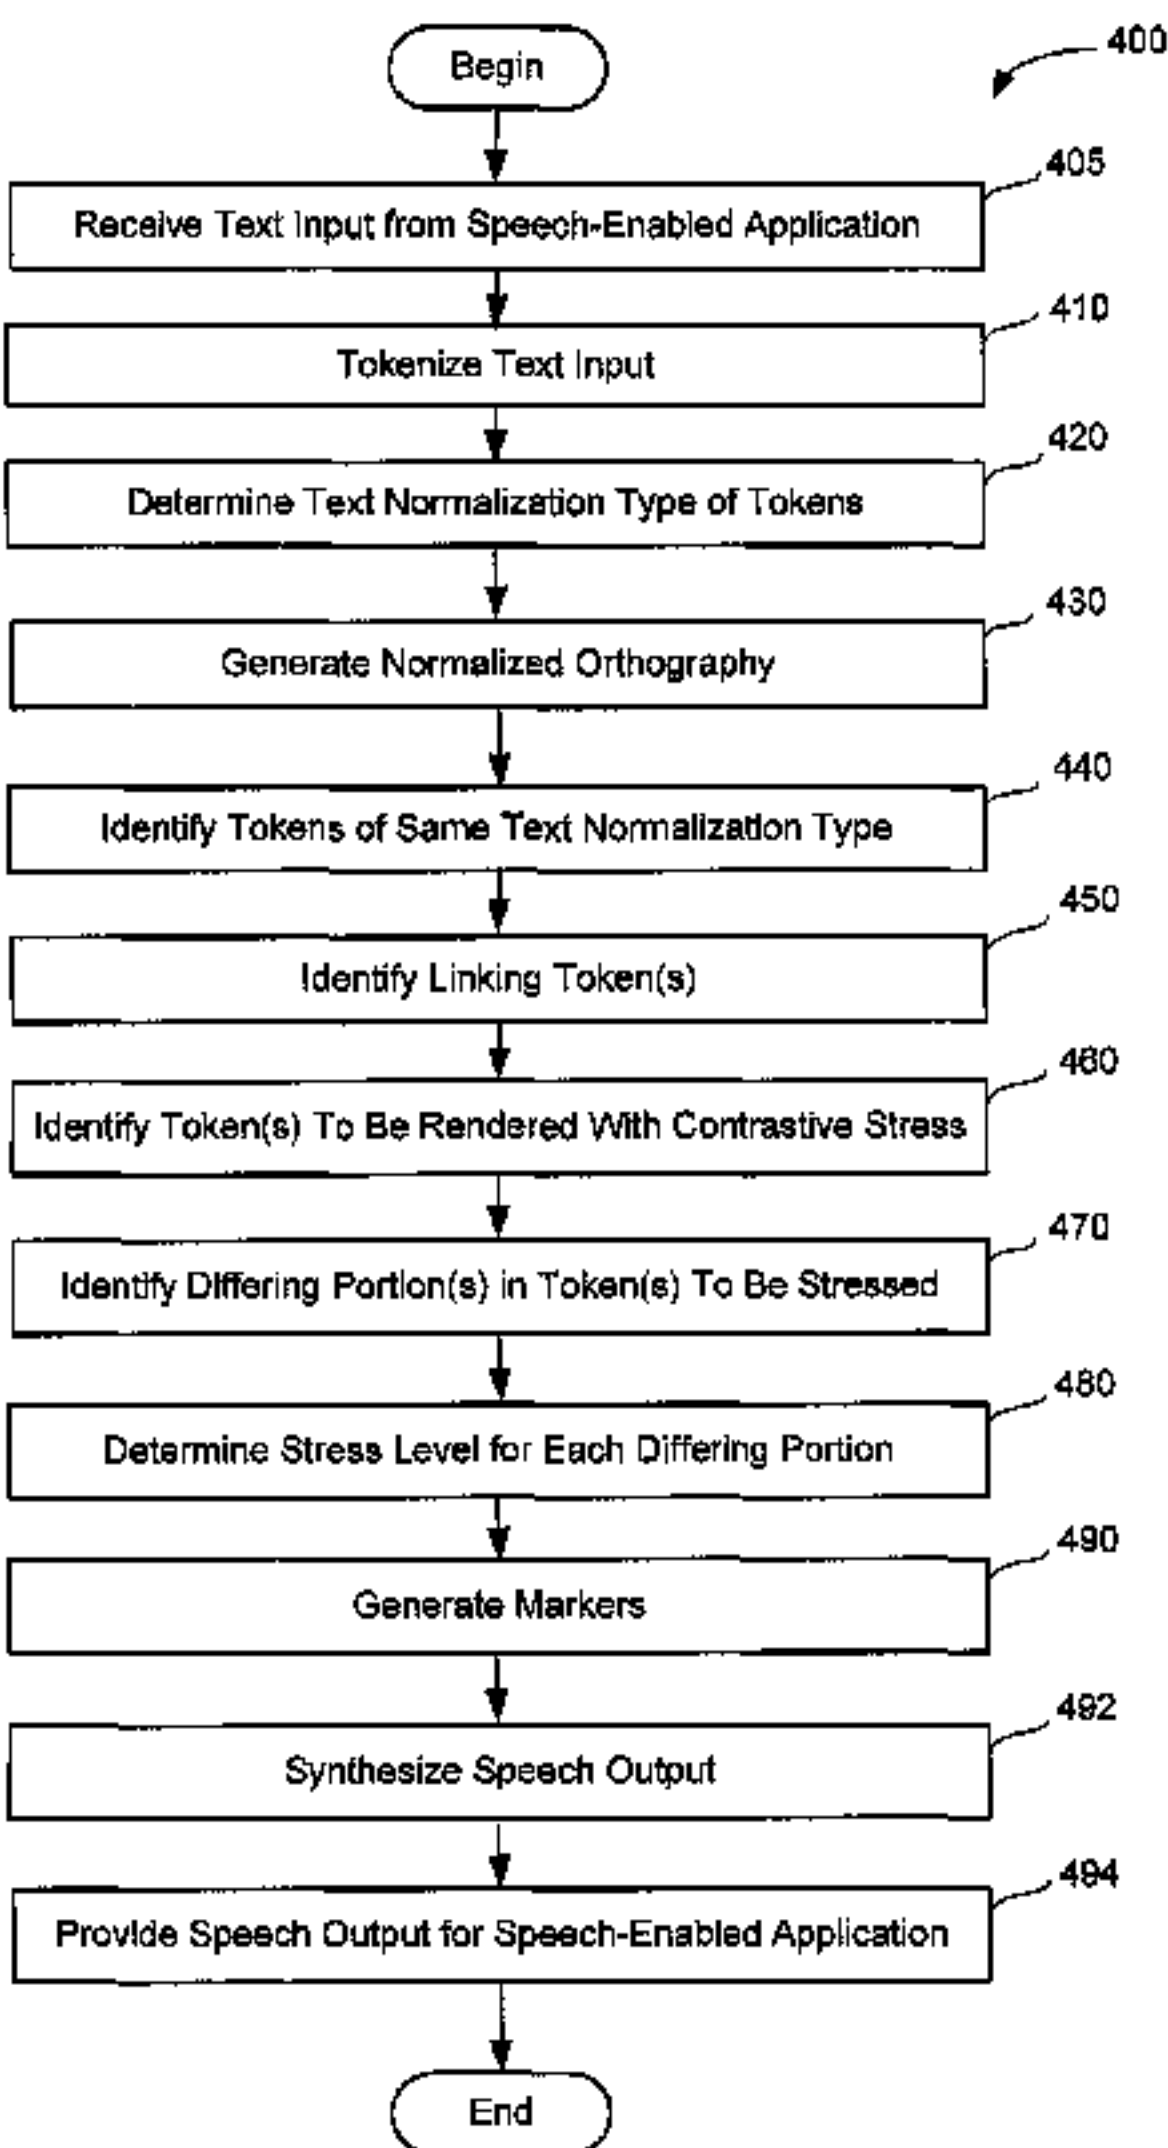 Begin
400
405
Receive Text Input from Speech-Enabled Application
410
Tokenize Text Input
420
Determine Text Normalization Type of Tokens
430
Generate Normalized Orthography
440
Identify Tokens of Same Text Normalization Type
450
Identify Linking Token(s)
460
Identify Token(s) To Be Rendered With Contrastive Stress
470
Identify Differing Portion(s) in Token(s) To Be Stressed
480
Determine Stress Level for Each Differing Portion
490
Generate Markers
492
Synthesize Speech Output
494
Provide Speech Output for Speech-Enabled Application
End